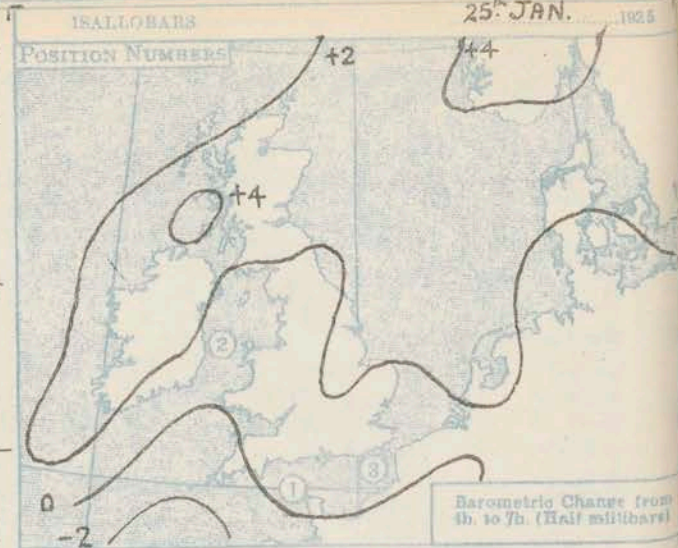 ISALLOBARS 25th JAN. 1925
POSITION NUMBERS
+2
+4
+4
2
3
1
0
-2
Barometric Change from
1h. to 7h. (Half millibars)